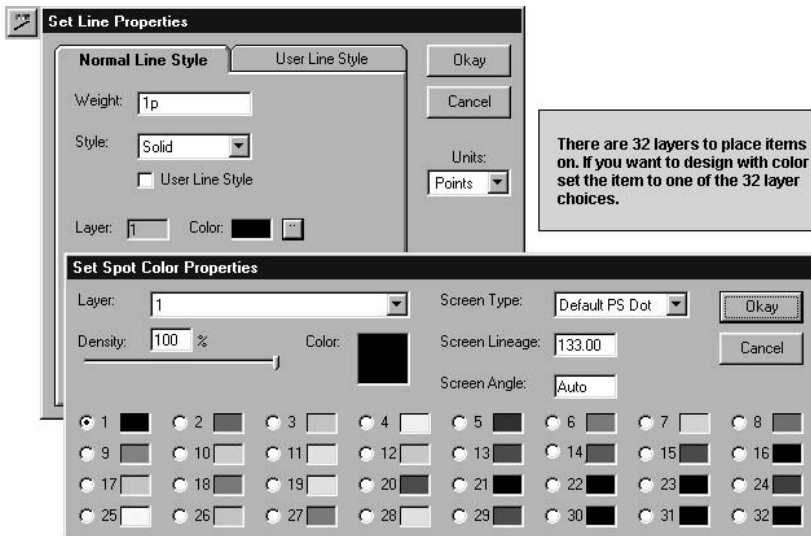 Set Line Properties
Normal Line Style
User Line Style
Okay
Cancel
Weight: 1p
Style: Solid
User Line Style
Units:
Points
Layer: 1 Color: ..
There are 32 layers to place items
on. If you want to design with color
set the item to one of the 32 layer
choices.
Set Spot Color Properties
Layer: 1
Screen Type: Default PS Dot
Okay
Density: 100 % Color:
Screen Lineage: 133.00
Cancel
Screen Angle: Auto
1 2 3 4 5 6 7 8
9 10 11 12 13 14 15 16
17 18 19 20 21 22 23 24
25 26 27 28 29 30 31 32